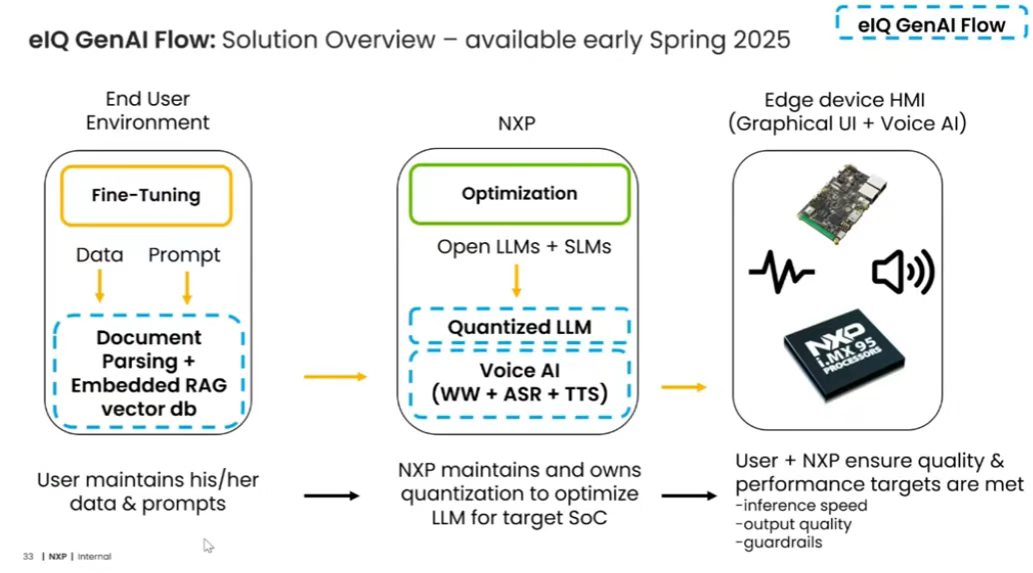 eIQ GenAI Flow: Solution Overview – available early Spring 2025
eIQ GenAI Flow
End User
Environment
Fine-Tuning
Data Prompt
Document
Parsing +
Embedded RAG
vector db
User maintains his/her
data & prompts
NXP
Optimization
Open LLMs + SLMs
Quantized LLM
Voice AI
(WW + ASR + TTS)
NXP maintains and owns
quantization to optimize
LLM for target SoC
Edge device HMI
(Graphical UI + Voice AI)
NXP
i.MX 95
PROCESSORS
User + NXP ensure quality &
performance targets are met
-inference speed
-output quality
-guardrails
33 | NXP | Internal